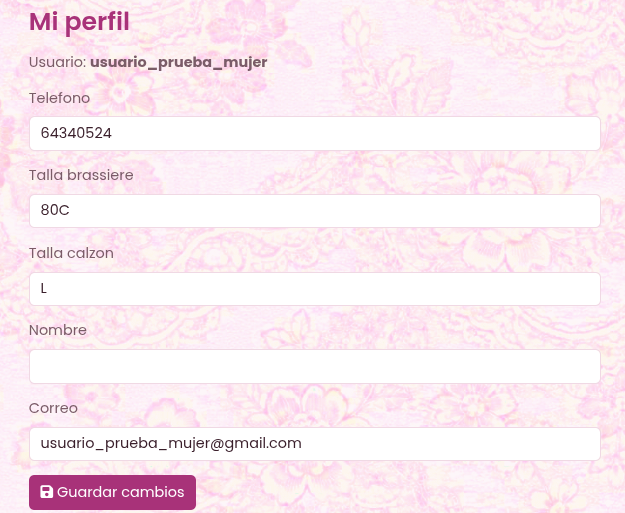 Mi perfil
Usuario: usuario_prueba_mujer
Telefono
64340524
Talla brassiere
80C
Talla calzon
L
Nombre
Correo
usuario_prueba_mujer@gmail.com
Guardar cambios